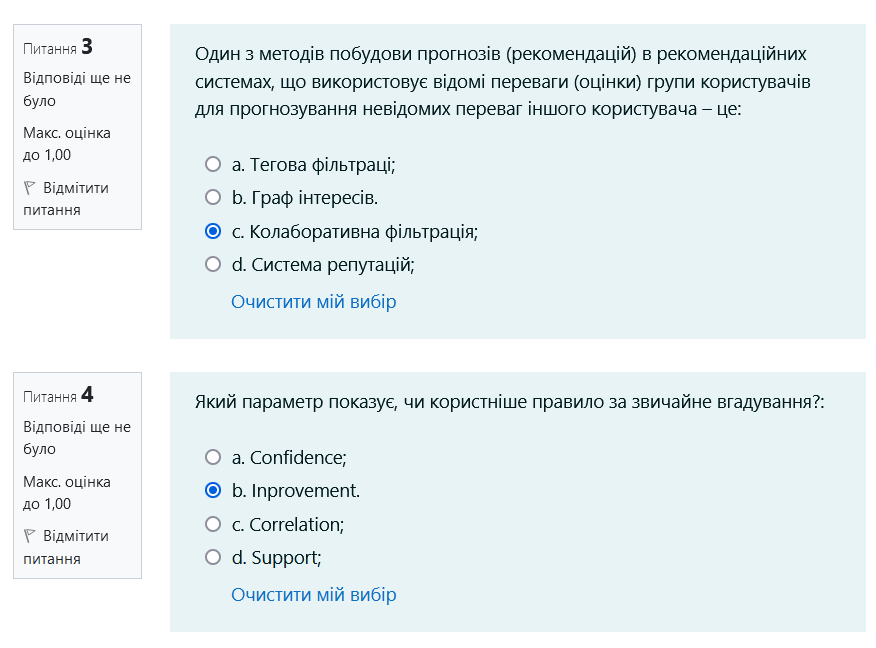 Питання 3
Відповіді ще не
було
Макс. оцінка
до 1,00
Відмітити
питання
Один з методів побудови прогнозів (рекомендацій) в рекомендаційних
системах, що використовує відомі переваги (оцінки) групи користувачів
для прогнозування невідомих переваг іншого користувача – це:
a. Тегова фільтраці;
b. Граф інтересів.
c. Колаборативна фільтрація;
d. Система репутацій;
Очистити мій вибір
Питання 4
Відповіді ще не
було
Макс. оцінка
до 1,00
Відмітити
питання
Який параметр показує, чи користніше правило за звичайне вгадування?:
a. Confidence;
b. Inprovement.
c. Correlation;
d. Support;
Очистити мій вибір